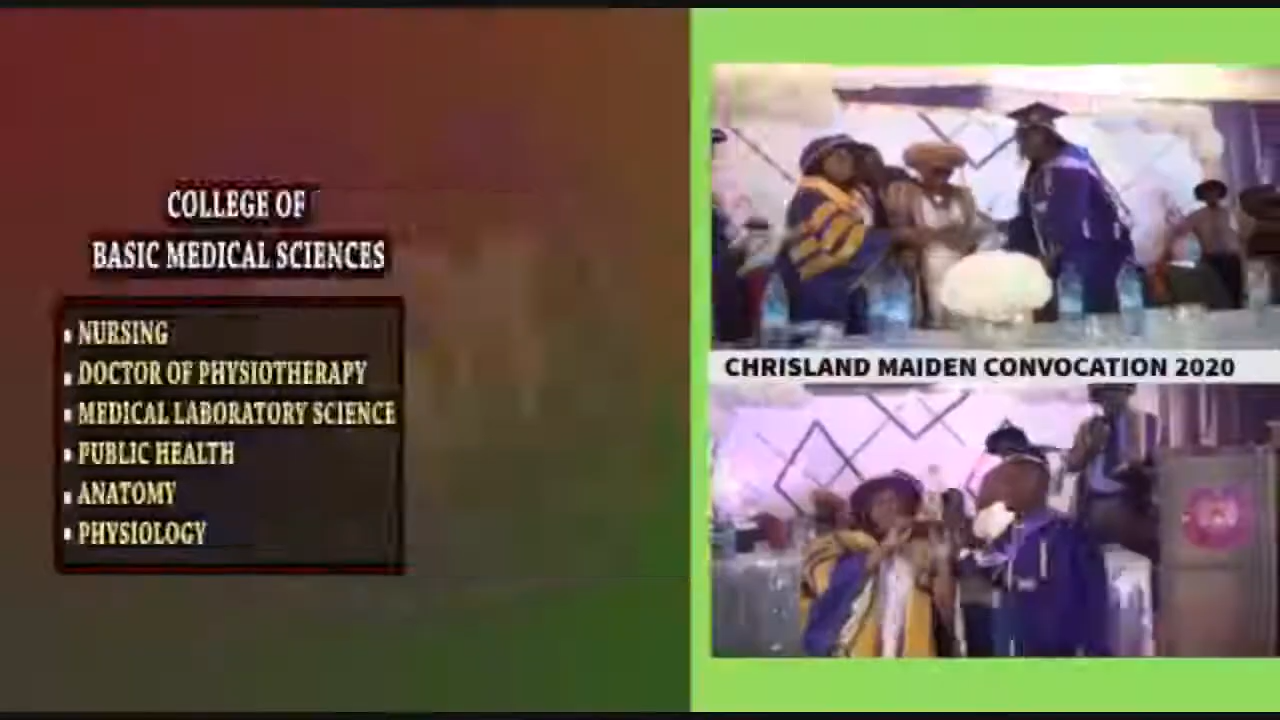 COLLEGE OF
BASIC MEDICAL SCIENCES
▪ NURSING
▪ DOCTOR OF PHYSIOTHERAPY
▪ MEDICAL LABORATORY SCIENCE
▪ PUBLIC HEALTH
▪ ANATOMY
▪ PHYSIOLOGY
CHRISLAND MAIDEN CONVOCATION 2020